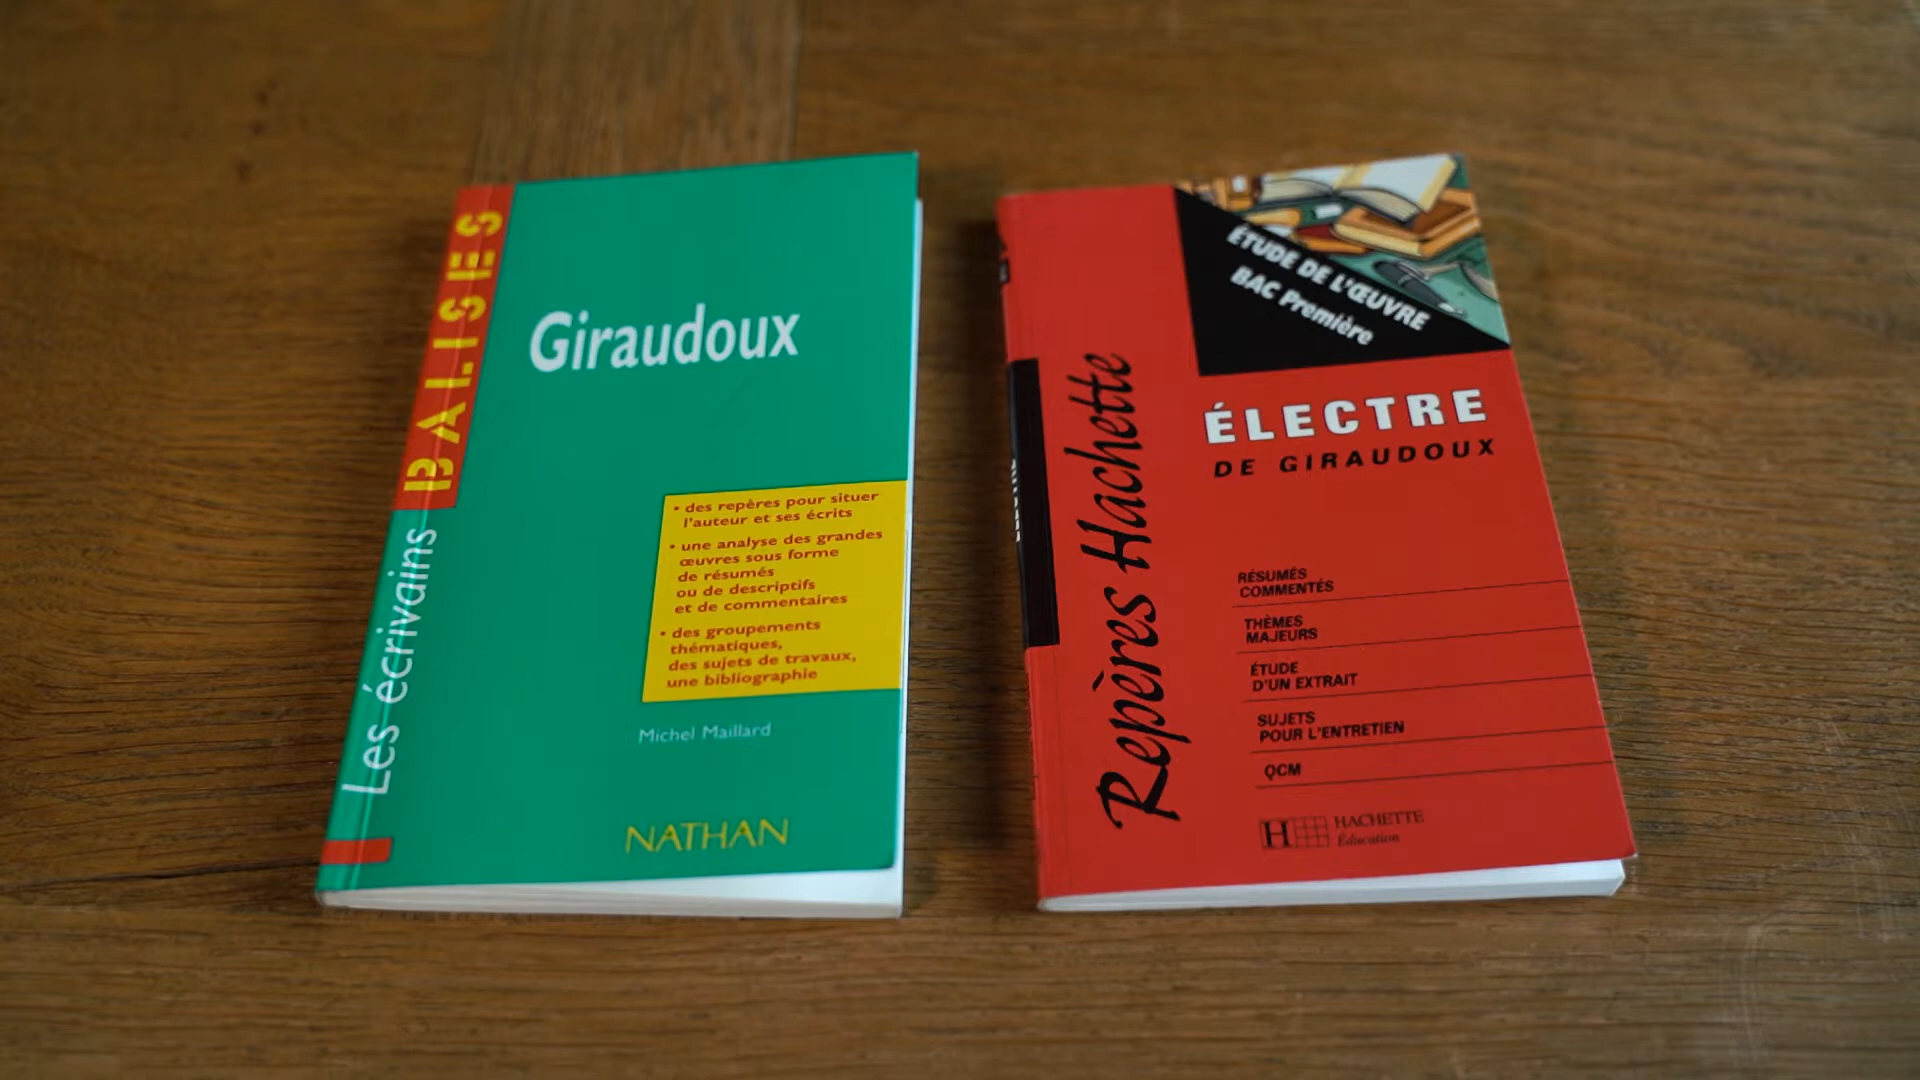 BALISES
Les écrivains
Giraudoux
• des repères pour situer
l'auteur et ses écrits
• une analyse des grandes
œuvres sous forme
de résumés
ou de descriptifs
et de commentaires
• des groupements
thématiques,
des sujets de travaux,
une bibliographie
Michel Maillard
NATHAN
ÉTUDE DE L'ŒUVRE
BAC Première
Repères Hachette
ÉLECTRE
DE GIRAUDOUX
RÉSUMÉS
COMMENTÉS
THÈMES
MAJEURS
ÉTUDE
D'UN EXTRAIT
SUJETS
POUR L'ENTRETIEN
QCM
H HACHETTE
Éducation